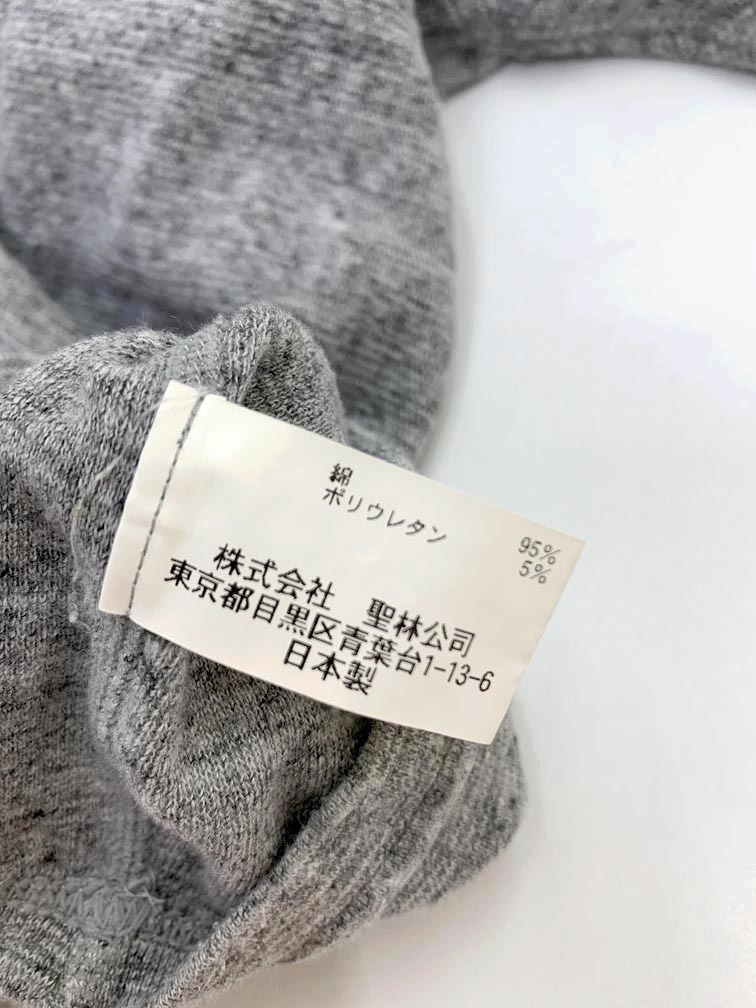 綿 95%
ポリウレタン 5%
株式会社 聖林公司
東京都目黒区青葉台1-13-6
日本製